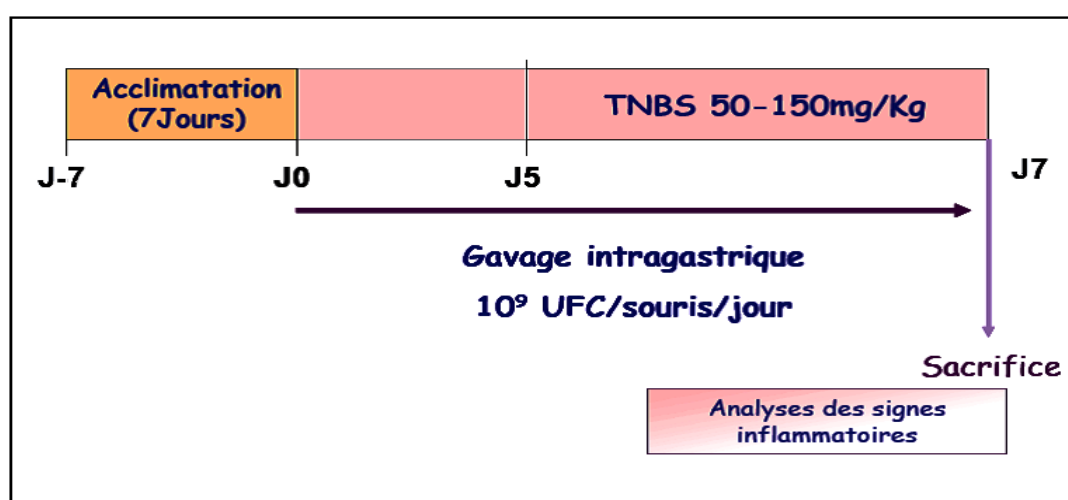 Acclimatation
(7Jours)
TNBS 50-150mg/Kg
J-7
J0
J5
J7
Gavage intragastrique
10⁹ UFC/souris/jour
Sacrifice
Analyses des signes
inflammatoires